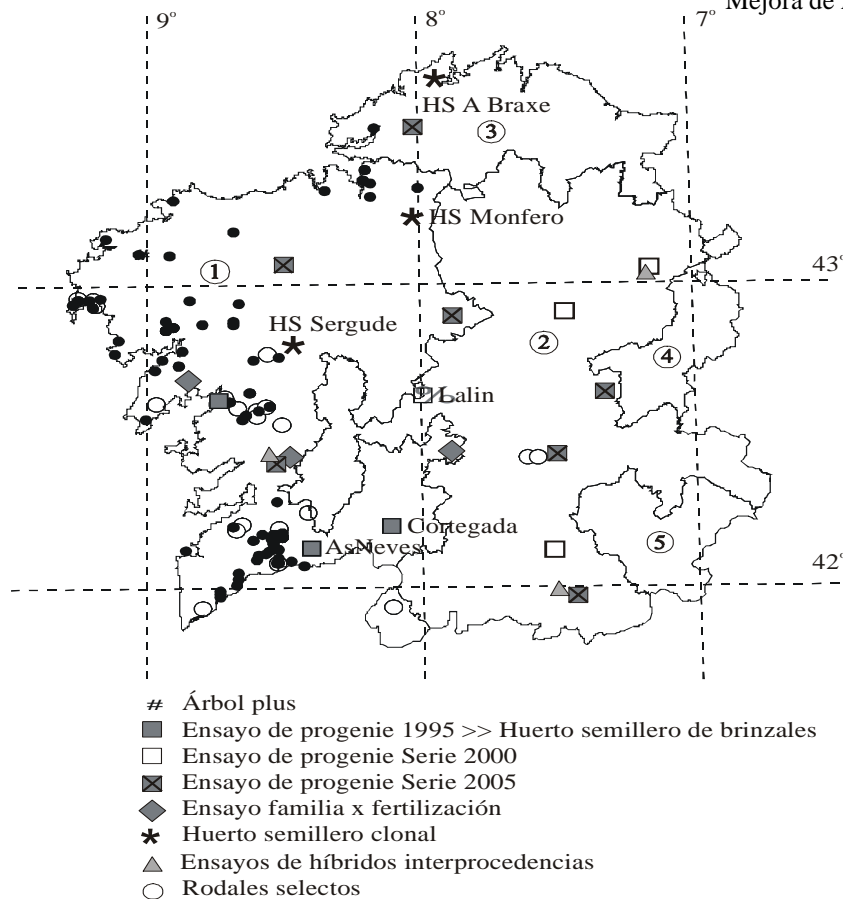 Mejora de
9º
8º
7º
HS A Braxe
3
HS Monfero
1
43º
2
HS Sergude
4
Lalin
Cortegada
5
AsNeves
42º
# Árbol plus
Ensayo de progenie 1995 >> Huerto semillero de brinzales
Ensayo de progenie Serie 2000
Ensayo de progenie Serie 2005
Ensayo familia x fertilización
Huerto semillero clonal
Ensayos de híbridos interprocedencias
Rodales selectos